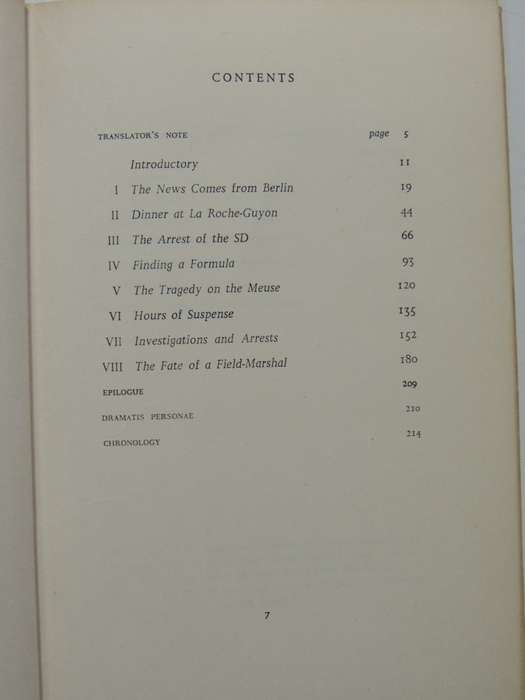 CONTENTS
TRANSLATOR'S NOTE page 5
Introductory 11
I The News Comes from Berlin 19
II Dinner at La Roche-Guyon 44
III The Arrest of the SD 66
IV Finding a Formula 93
V The Tragedy on the Meuse 120
VI Hours of Suspense 135
VII Investigations and Arrests 152
VIII The Fate of a Field-Marshal 180
EPILOGUE 209
DRAMATIS PERSONAE 210
CHRONOLOGY 214
7